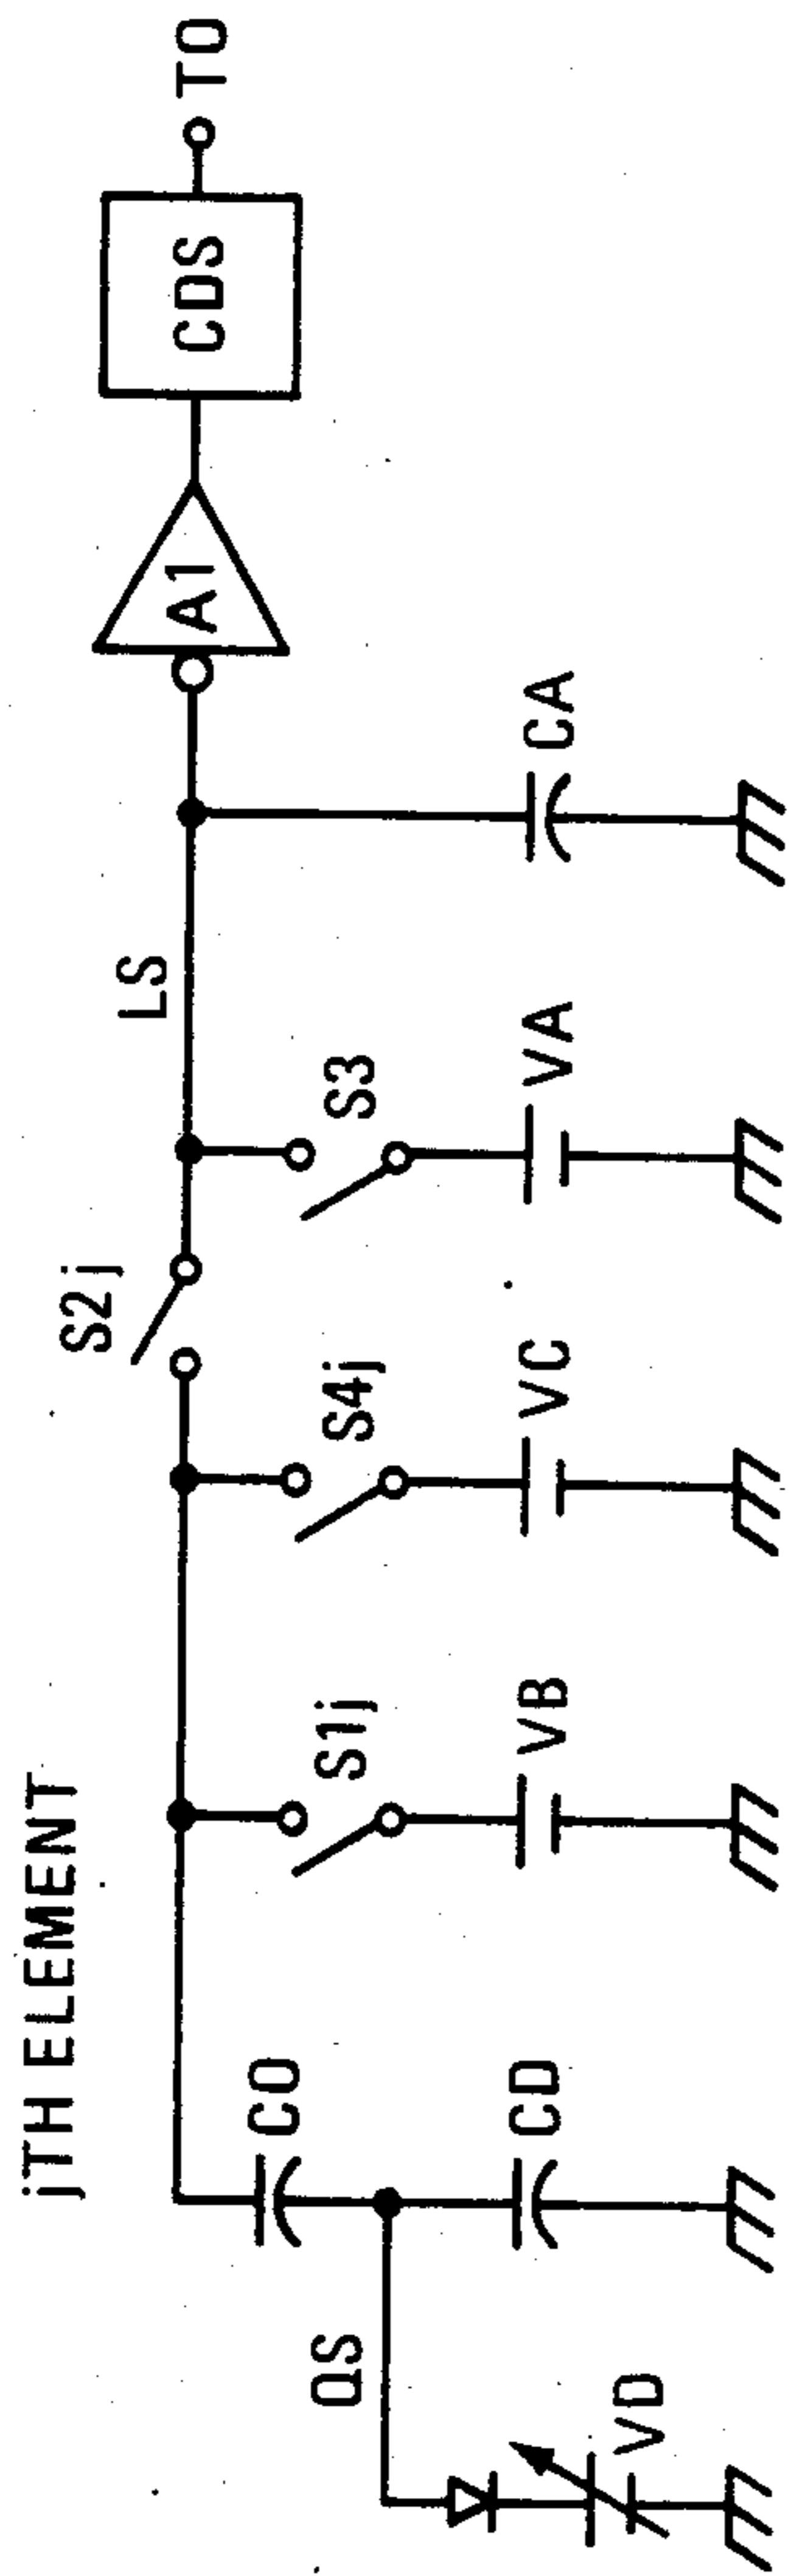 jTH ELEMENT
S2j
LS
A1
CDS
TO
CO
S1j
S4j
S3
QS
CD
VB
VC
VA
CA
VD